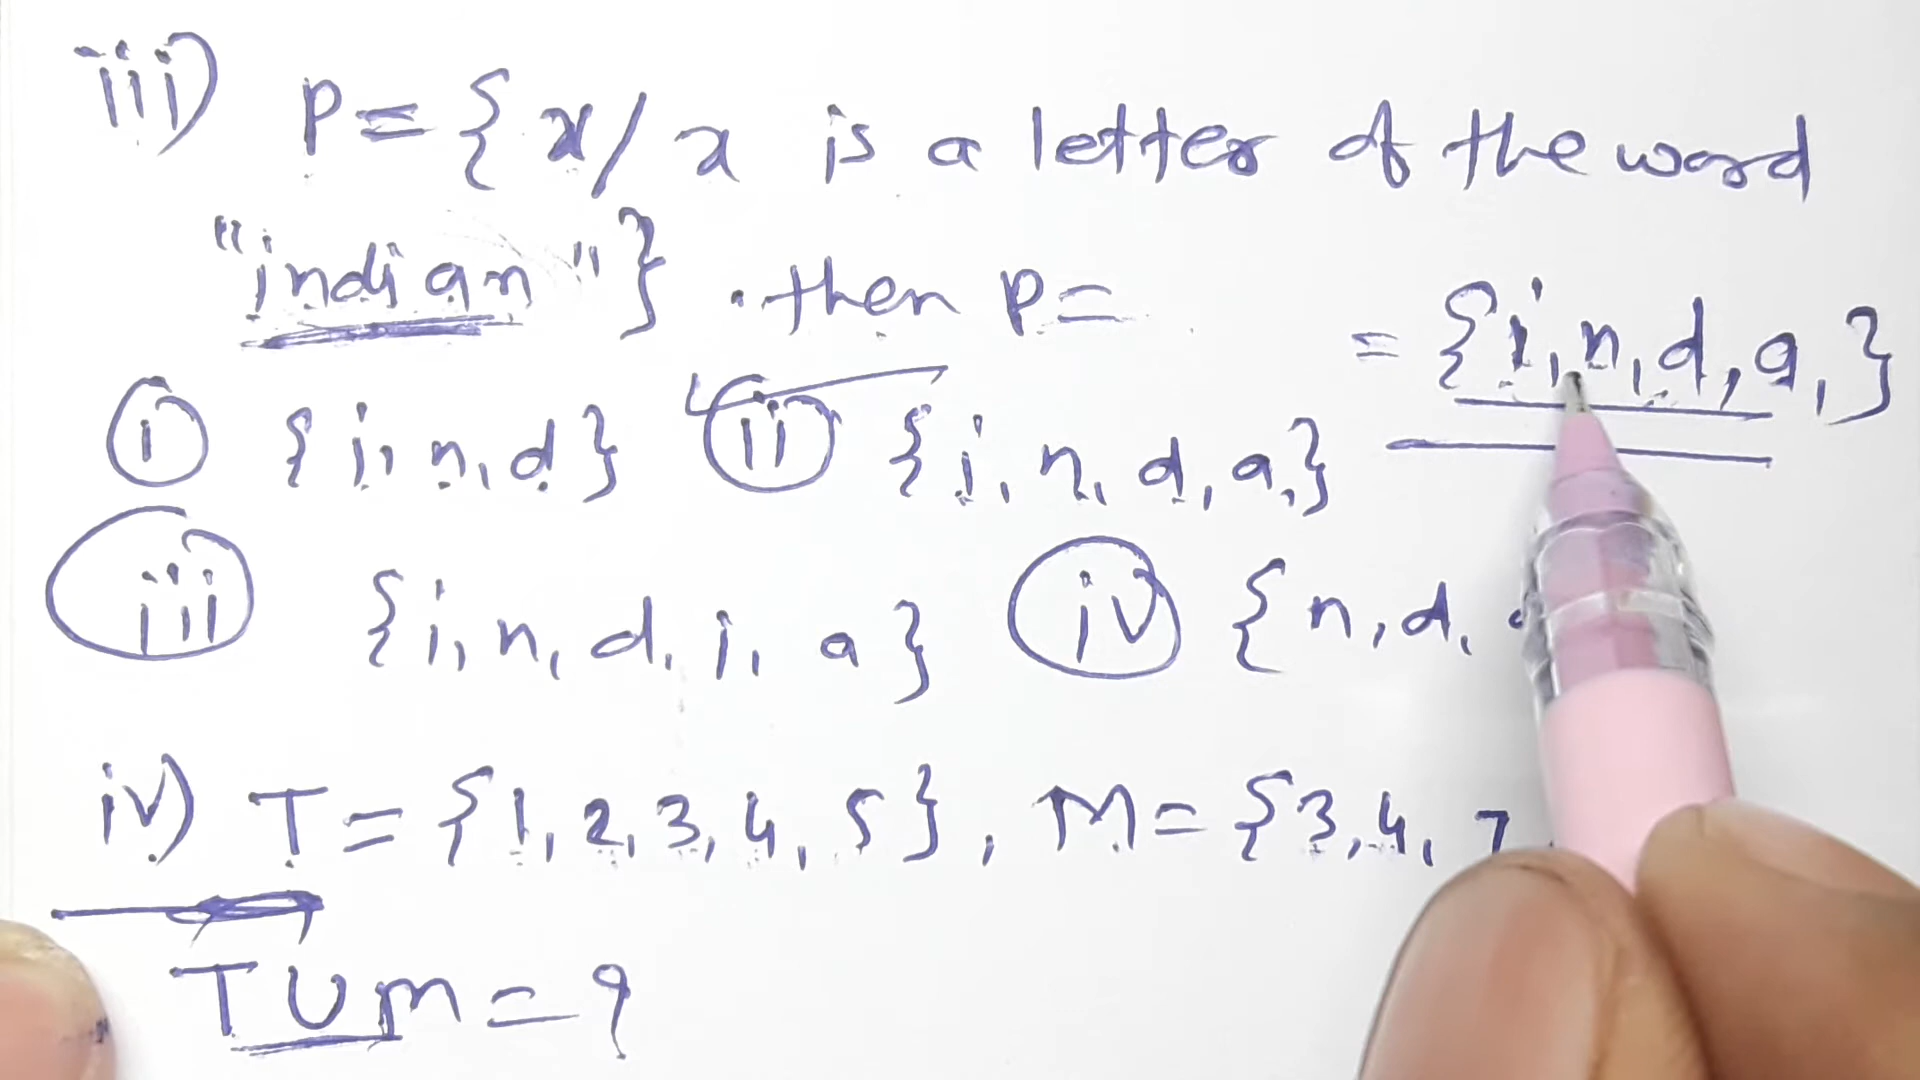 iii) P = { x / x is a letter of the word
"indian" } . then P =
= { i, n, d, a, }
i { i, n, d } ii { i, n, d, a, }
iii { i, n, d, i, a } iv { n, d,
iv) T = { 1, 2, 3, 4, 5 } , M = { 3, 4, 7
T U M = ?